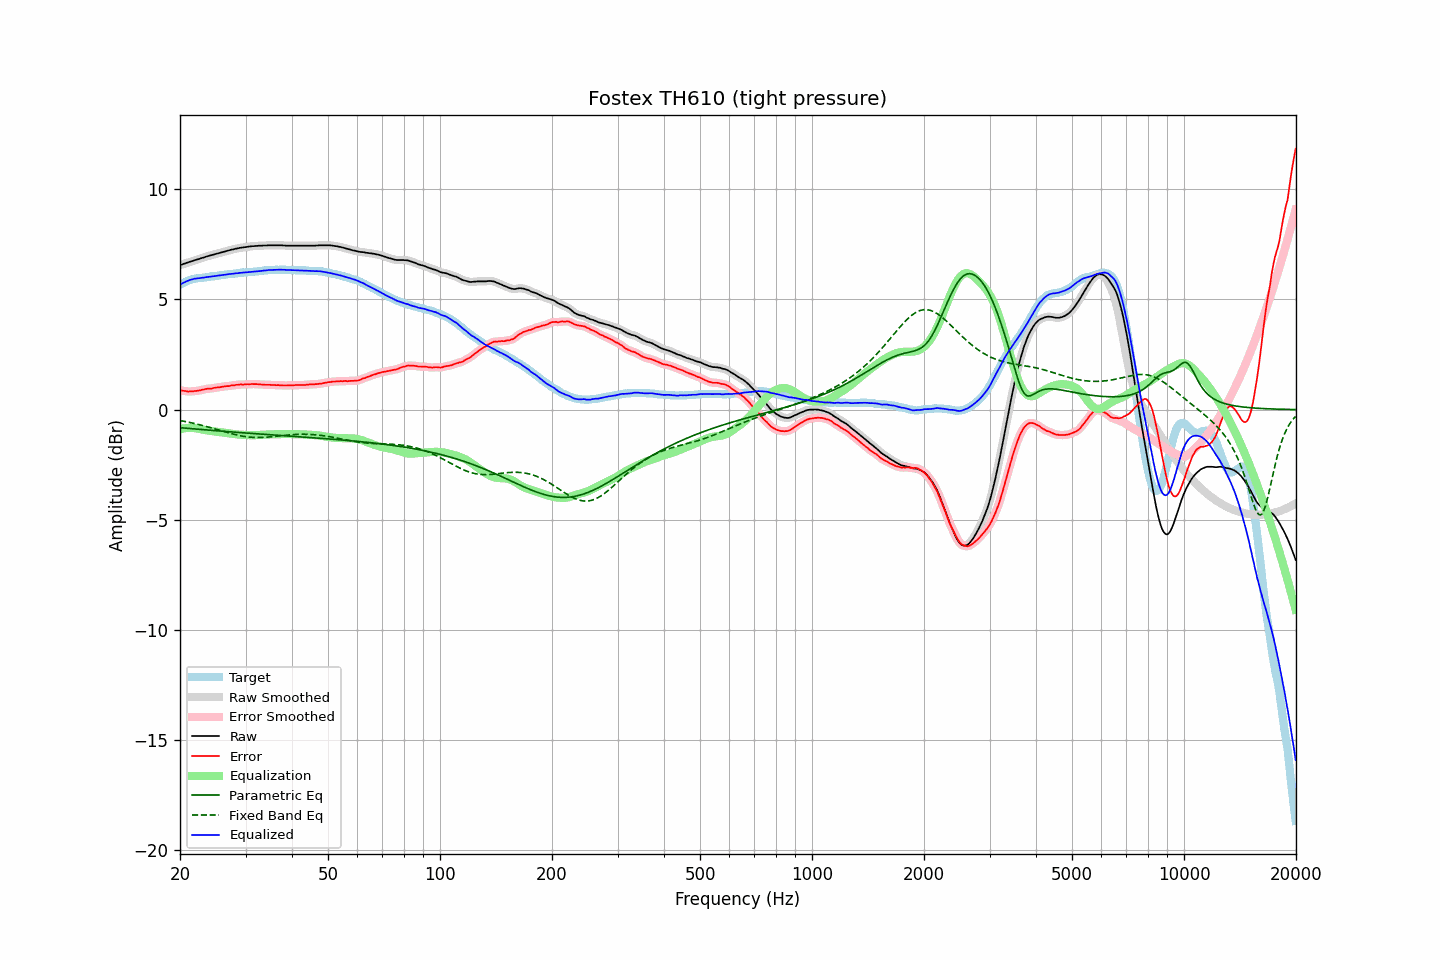 Fostex TH610 (tight pressure)
Amplitude (dBr)
10
5
0
−5
−10
−15
−20
Target
Raw Smoothed
Error Smoothed
Raw
Error
Equalization
Parametric Eq
Fixed Band Eq
Equalized
20 50 100 200 500 1000 2000 5000 10000 20000
Frequency (Hz)